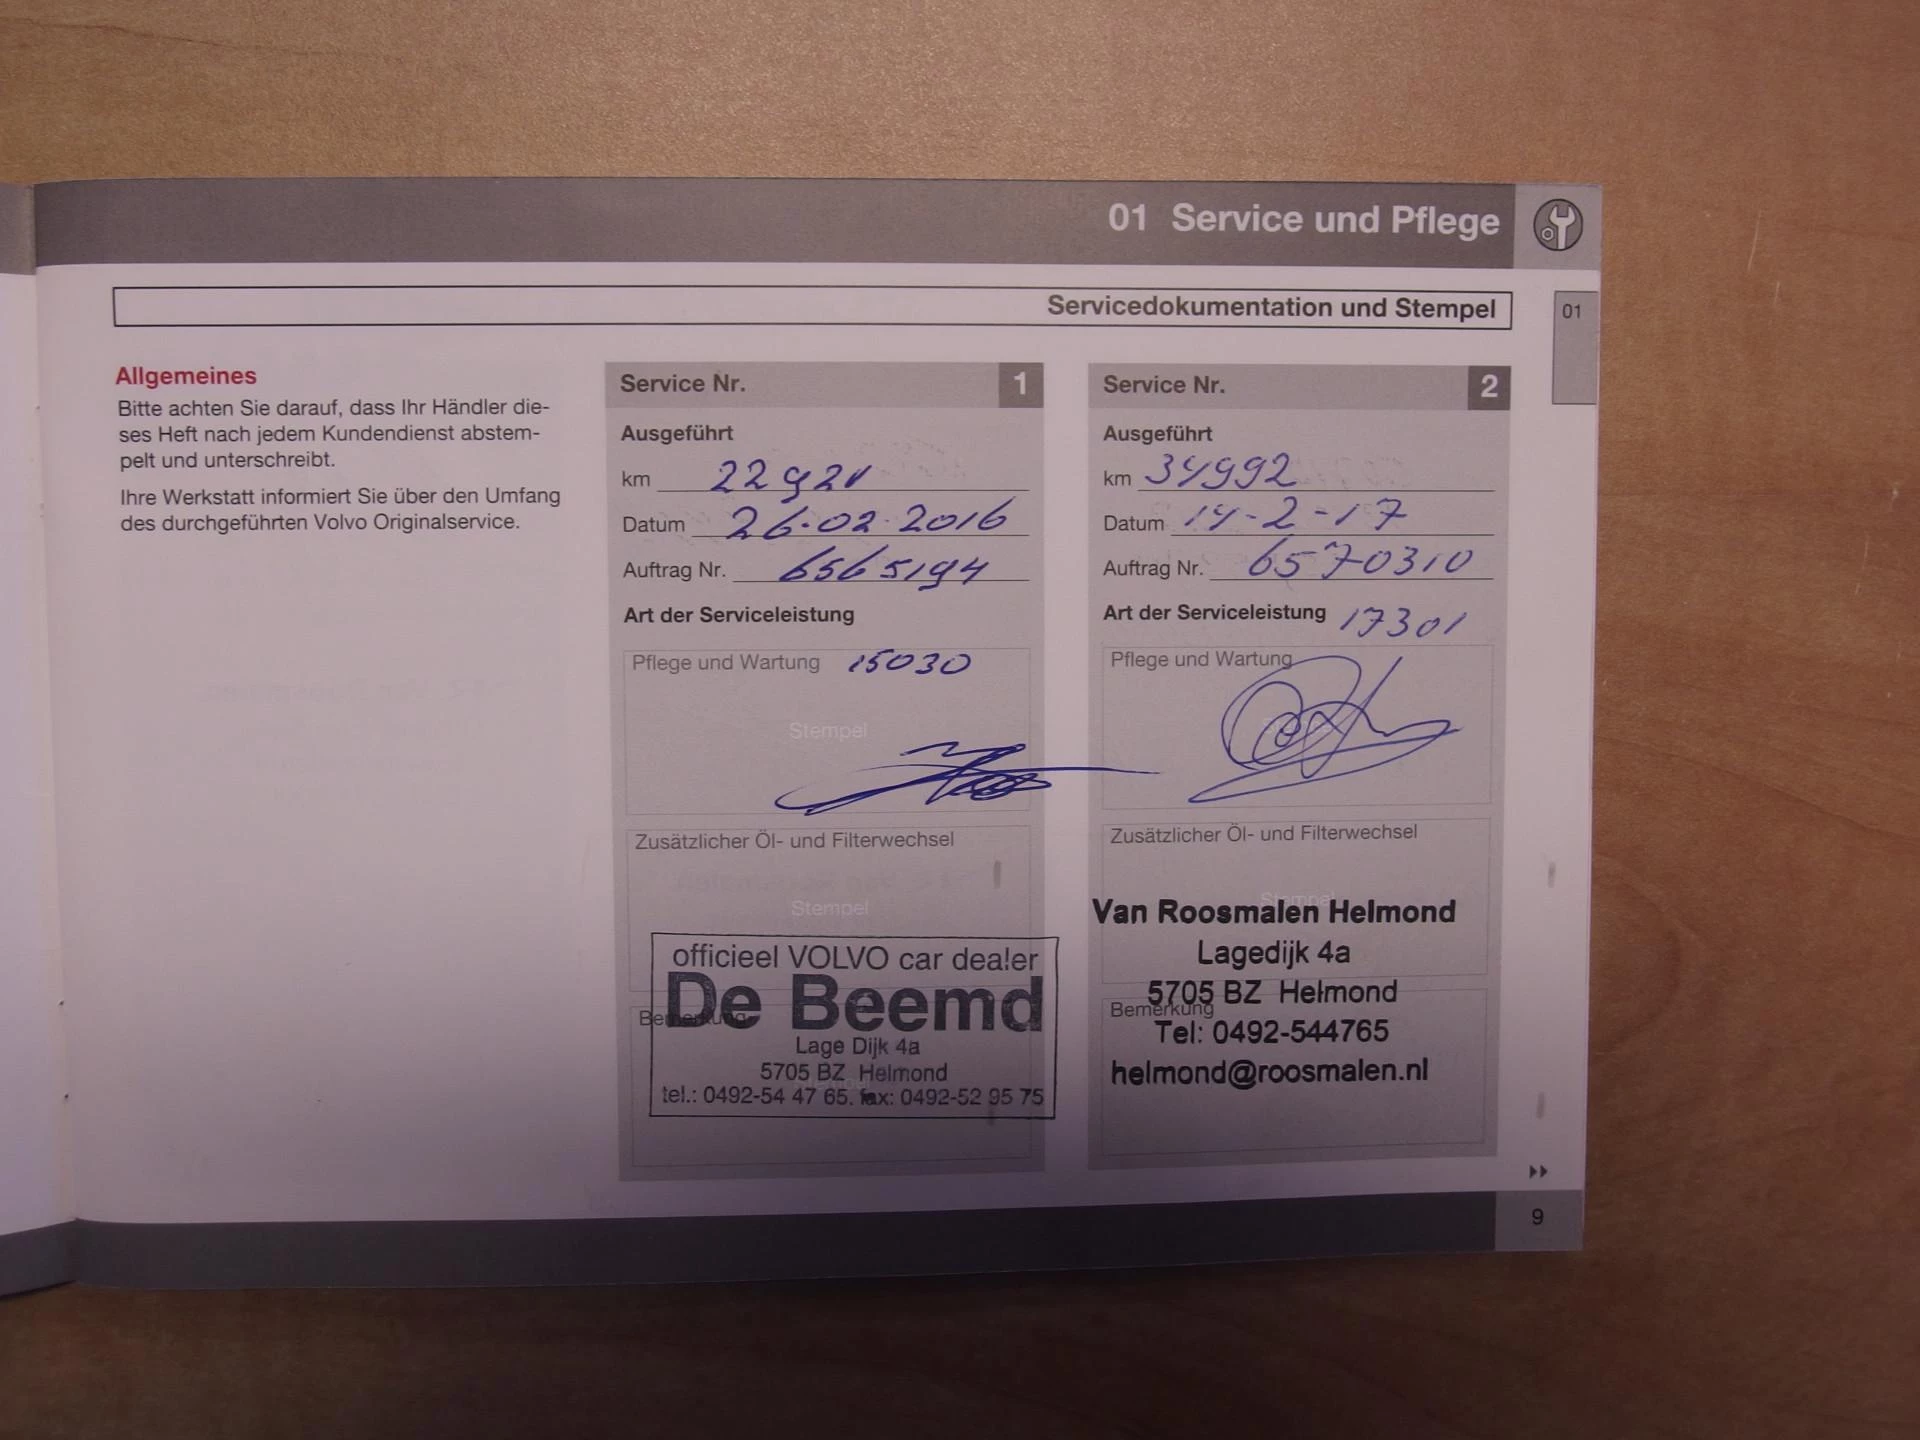 01 Service und Pflege
Servicedokumentation und Stempel
01
Allgemeines
Bitte achten Sie darauf, dass Ihr Händler die-
ses Heft nach jedem Kundendienst abstem-
pelt und unterschreibt.
Ihre Werkstatt informiert Sie über den Umfang
des durchgeführten Volvo Originalservice.
Service Nr. 1
Ausgeführt
km
Datum 26-02-2016
Auftrag Nr. 6565194
Art der Serviceleistung
Pflege und Wartung 15030
Stempel
Zusätzlicher Öl- und Filterwechsel
Stempel
officieel VOLVO car dealer
De Beemd
Bemerkung
Lage Dijk 4a
5705 BZ Helmond
tel.: 0492-54 47 65. fax: 0492-52 95 75
Service Nr. 2
Ausgeführt
km 34992
Datum 14-2-17
Auftrag Nr. 6570310
Art der Serviceleistung 17301
Pflege und Wartung
Stempel
Zusätzlicher Öl- und Filterwechsel
Stempel
Van Roosmalen Helmond
Lagedijk 4a
5705 BZ Helmond
Bemerkung
Tel: 0492-544765
helmond@roosmalen.nl
9